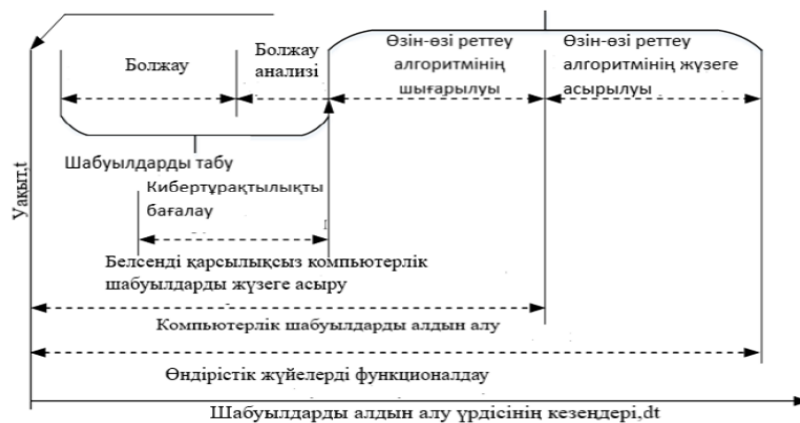 Болжау
Болжау
анализі
Өзін-өзі реттеу
алгоритмінің
шығарылуы
Өзін-өзі реттеу
алгоритмінің жүзеге
асырылуы
Шабуылдарды табу
Кибертұрақтылықты
бағалау
Уақыт,t
Белсенді қарсылықсыз компьютерлік
шабуылдарды жүзеге асыру
Компьютерлік шабуылдарды алдын алу
Өндірістік жүйелерді функционалдау
Шабуылдарды алдын алу үрдісінің кезеңдері,dt